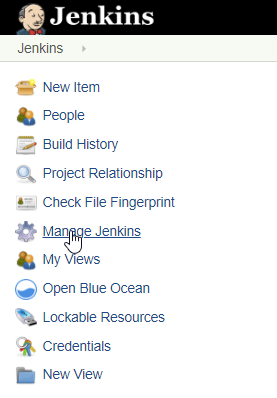 Jenkins
Jenkins
New Item
People
Build History
Project Relationship
Check File Fingerprint
Manage Jenkins
My Views
Open Blue Ocean
Lockable Resources
Credentials
New View